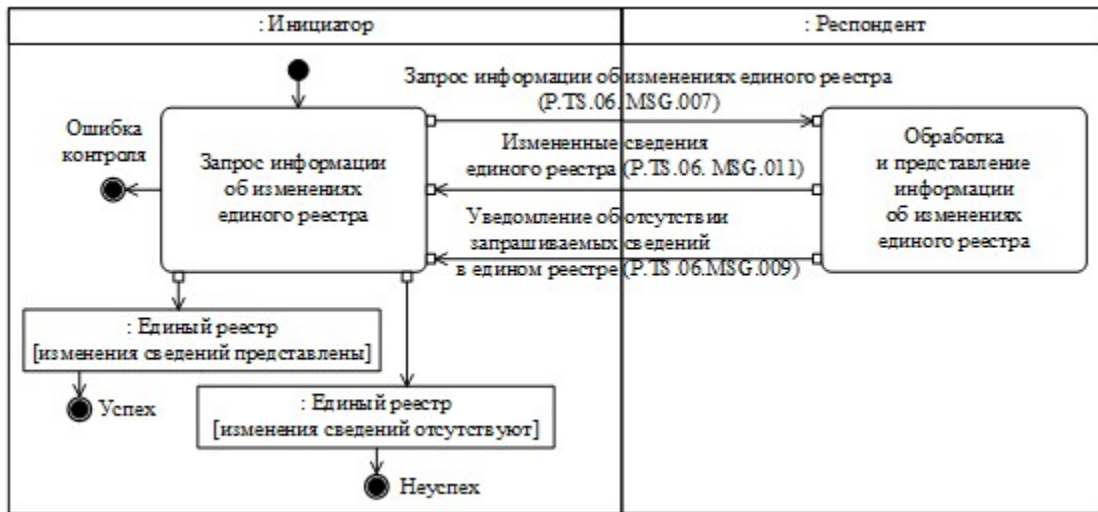 : Инициатор
: Респондент
Запрос информации об изменениях единого реестра
(P.TS.06. MSG.007)
Ошибка
контроля
Запрос информации
об изменениях
единого реестра
Измененные сведения
единого реестра (P.TS.06. MSG.011)
Уведомление об отсутствии
запрашиваемых сведений
в едином реестре (P.TS.06.MSG.009)
Обработка
и представление
информации
об изменениях
единого реестра
: Единый реестр
[изменения сведений представлены]
Успех
: Единый реестр
[изменения сведений отсутствуют]
Неуспех